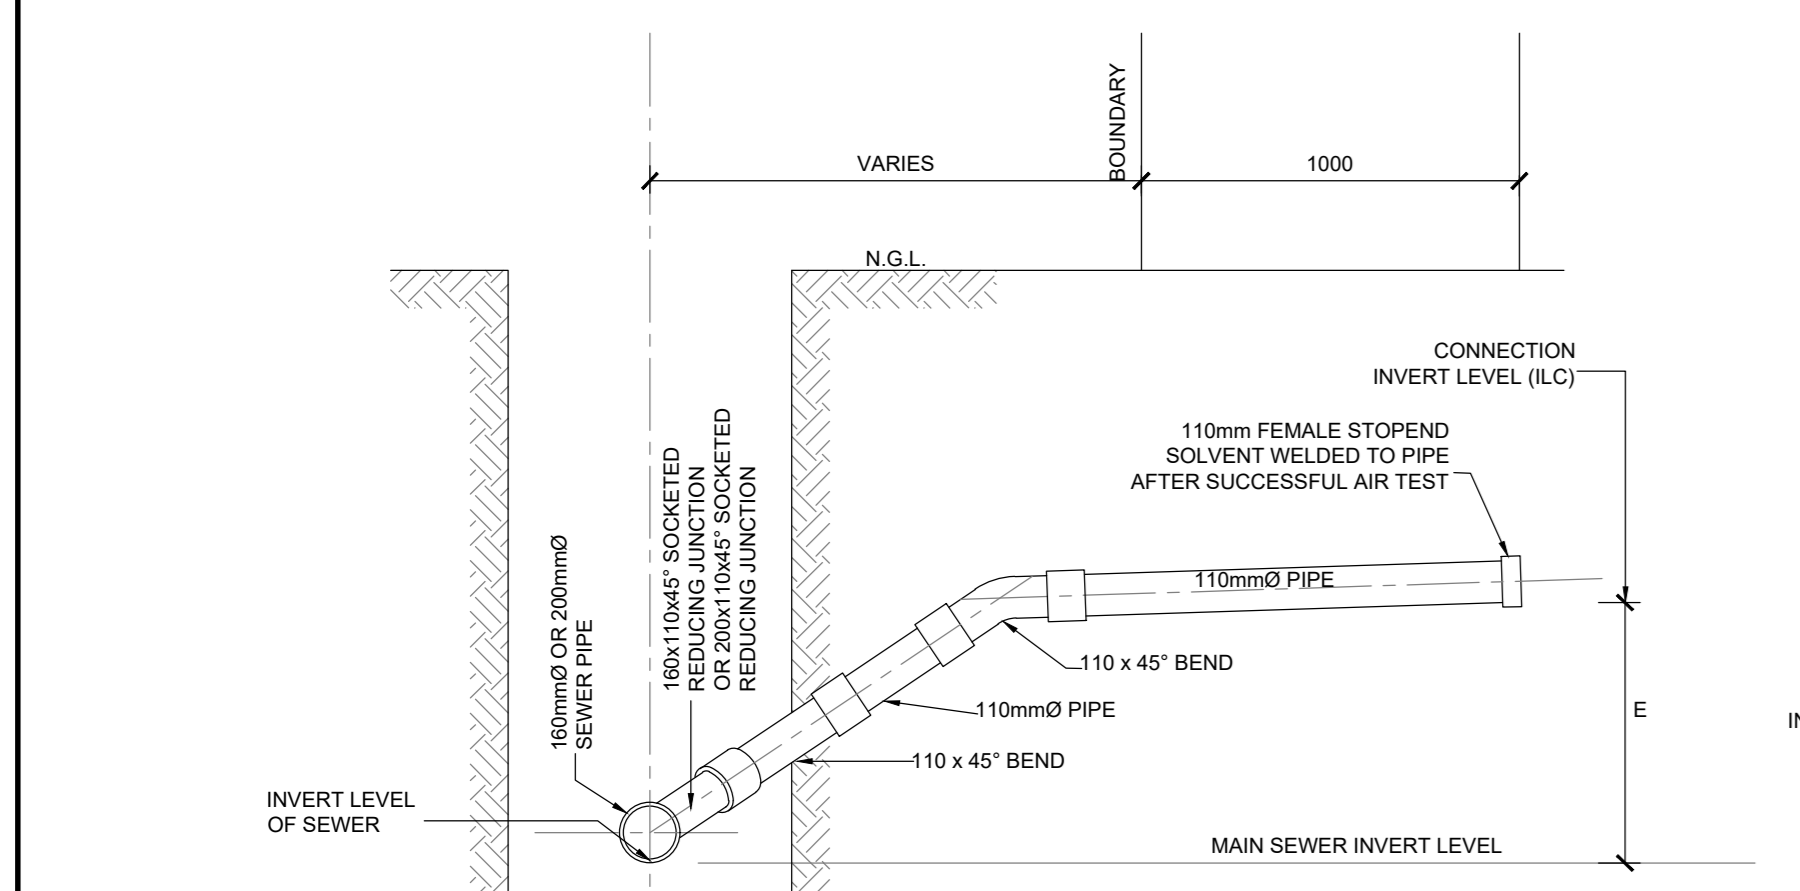 BOUNDARY
VARIES
1000
N.G.L.
CONNECTION
INVERT LEVEL (ILC)
110mm FEMALE STOPEND
SOLVENT WELDED TO PIPE
AFTER SUCCESSFUL AIR TEST
160x110x45° SOCKETED
REDUCING JUNCTION
OR 200x110x45° SOCKETED
REDUCING JUNCTION
160mmØ OR 200mmØ
SEWER PIPE
110mmØ PIPE
110 x 45° BEND
110mmØ PIPE
E
IN
110 x 45° BEND
INVERT LEVEL
OF SEWER
MAIN SEWER INVERT LEVEL